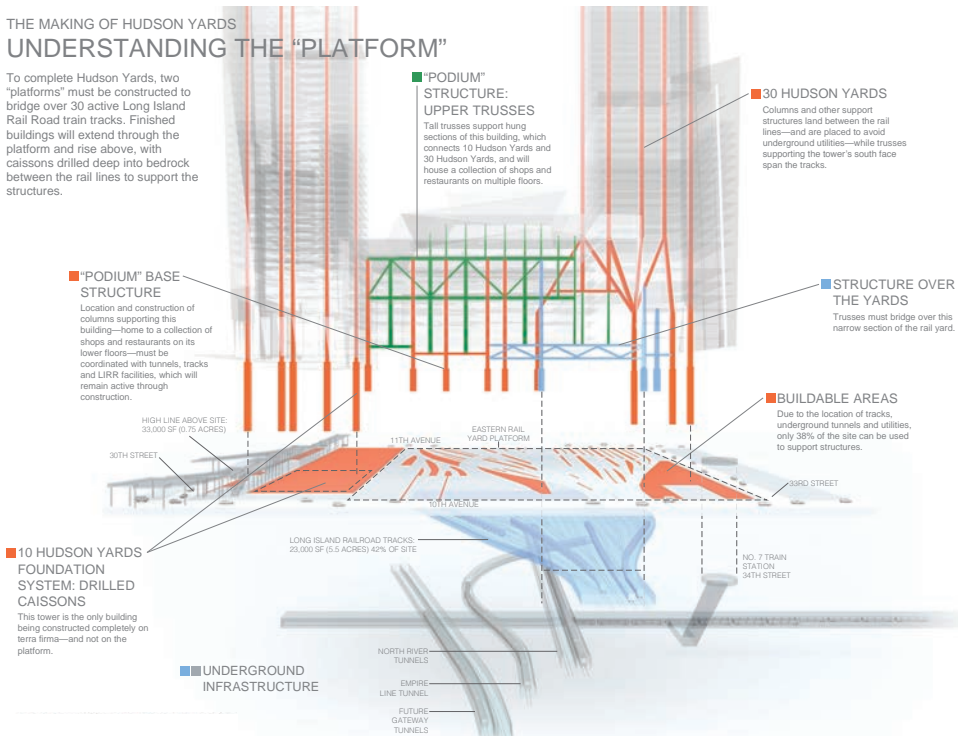 THE MAKING OF HUDSON YARDS
UNDERSTANDING THE “PLATFORM”
To complete Hudson Yards, two
“platforms” must be constructed to
bridge over 30 active Long Island
Rail Road train tracks. Finished
buildings will extend through the
platform and rise above, with
caissons drilled deep into bedrock
between the rail lines to support the
structures.
“PODIUM”
STRUCTURE:
UPPER TRUSSES
Tall trusses support hung
sections of this building, which
connects 10 Hudson Yards and
30 Hudson Yards, and will
house a collection of shops and
restaurants on multiple floors.
30 HUDSON YARDS
Columns and other support
structures land between the rail
lines—and are placed to avoid
underground utilities—while trusses
supporting the tower’s south face
span the tracks.
“PODIUM” BASE
STRUCTURE
Location and construction of
columns supporting this
building—home to a collection of
shops and restaurants on its
lower floors—must be
coordinated with tunnels, tracks
and LIRR facilities, which will
remain active through
construction.
STRUCTURE OVER
THE YARDS
Trusses must bridge over this
narrow section of the rail yard.
BUILDABLE AREAS
Due to the location of tracks,
underground tunnels and utilities,
only 38% of the site can be used
to support structures.
HIGH LINE ABOVE SITE:
33,000 SF (0.75 ACRES)
30TH STREET
11TH AVENUE
EASTERN RAIL
YARD PLATFORM
33RD STREET
10TH AVENUE
LONG ISLAND RAILROAD TRACKS:
23,000 SF (5.5 ACRES) 42% OF SITE
NO. 7 TRAIN
STATION
34TH STREET
10 HUDSON YARDS
FOUNDATION
SYSTEM: DRILLED
CAISSONS
This tower is the only building
being constructed completely on
terra firma—and not on the
platform.
UNDERGROUND
INFRASTRUCTURE
NORTH RIVER
TUNNELS
EMPIRE
LINE TUNNEL
FUTURE
GATEWAY
TUNNELS